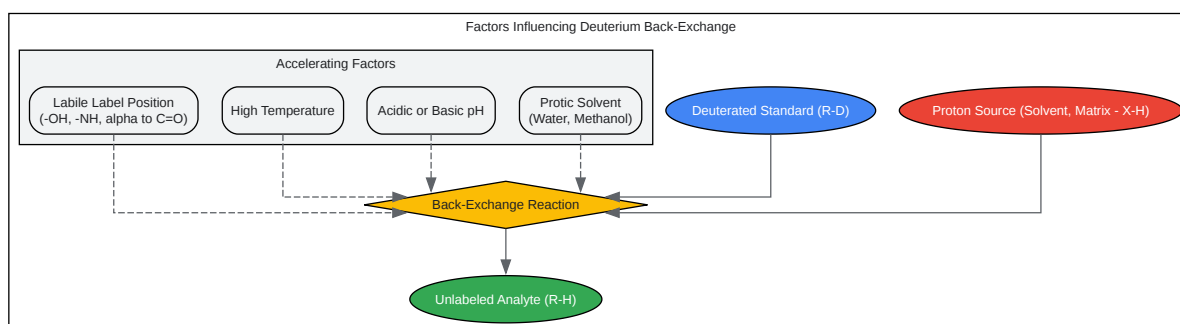 Factors Influencing Deuterium Back-Exchange
Accelerating Factors
Labile Label Position
(-OH, -NH, alpha to C=O)
High Temperature
Acidic or Basic pH
Protic Solvent
(Water, Methanol)
Deuterated Standard (R-D)
Proton Source (Solvent, Matrix - X-H)
Back-Exchange Reaction
Unlabeled Analyte (R-H)